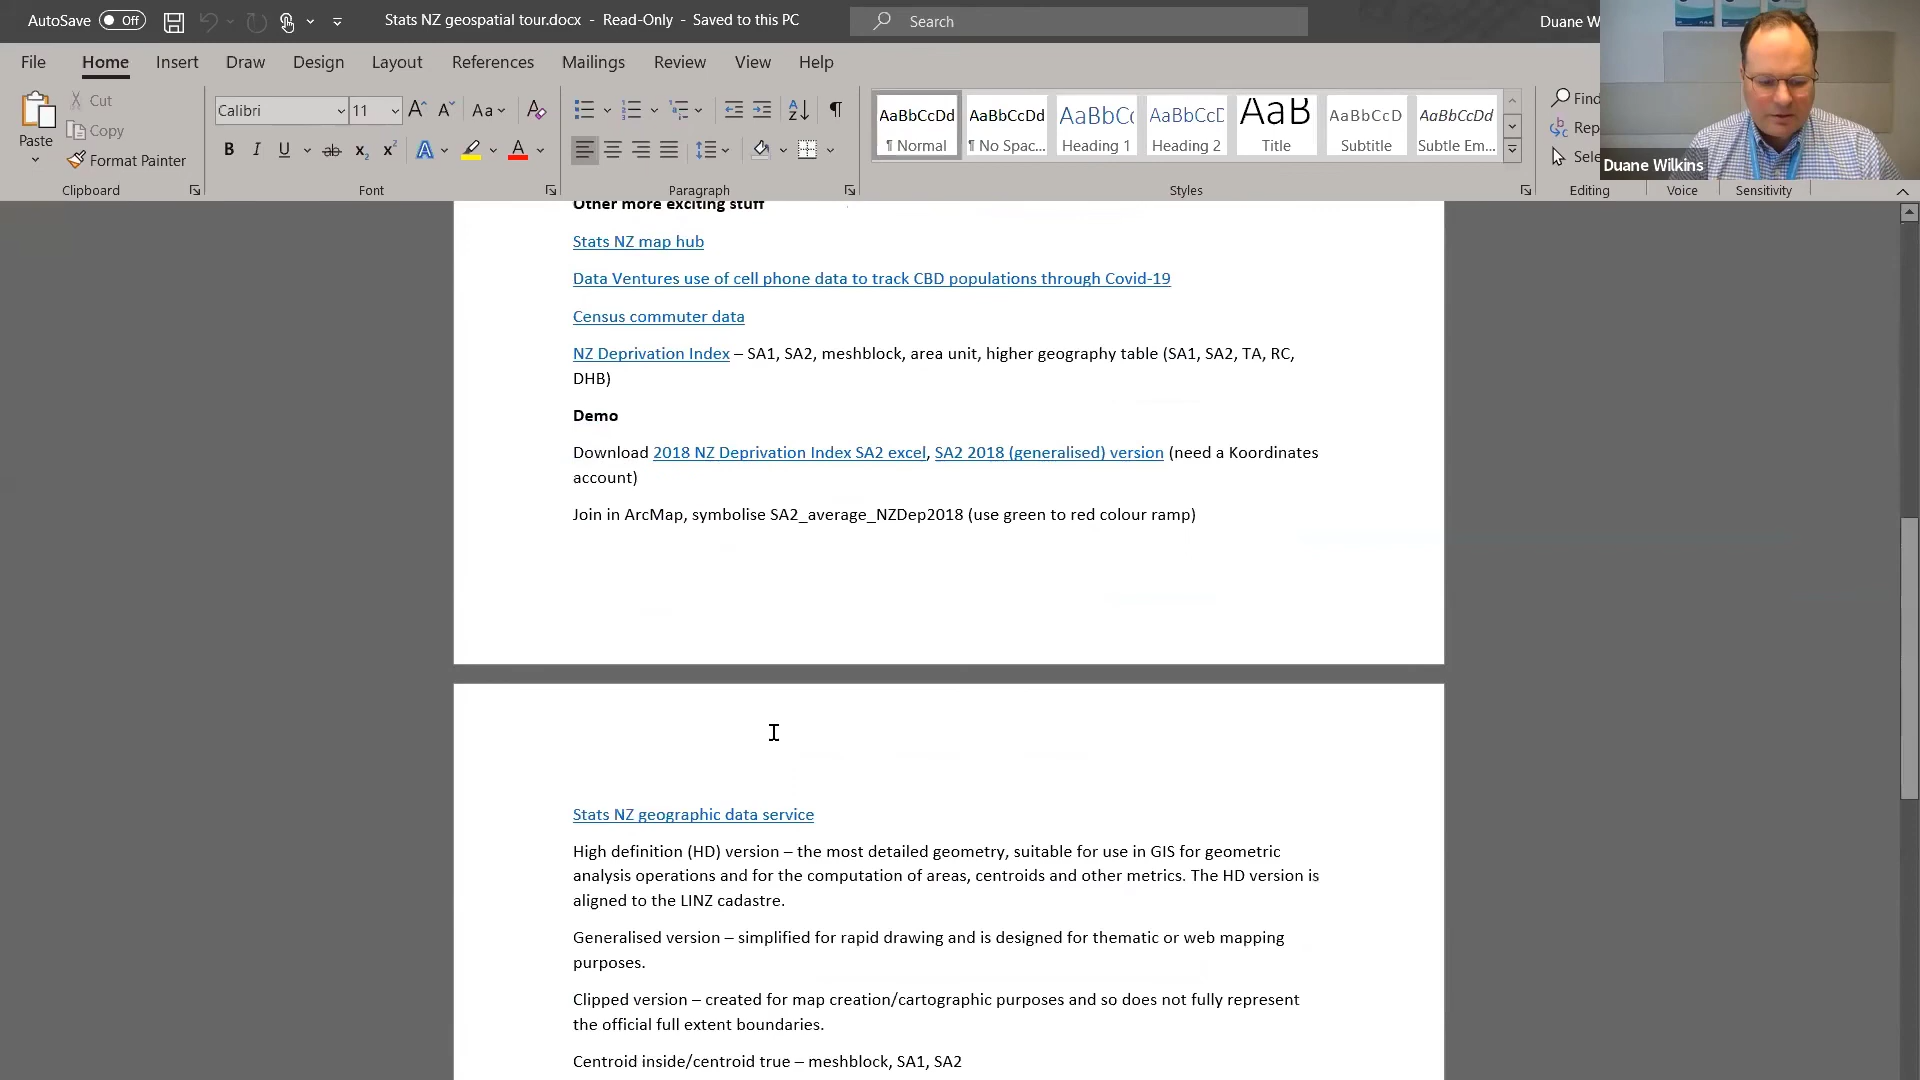 AutoSave Off Stats NZ geospatial tour.docx - Read-Only - Saved to this PC Search Duane W
File Home Insert Draw Design Layout References Mailings Review View Help
Paste Cut Copy Format Painter
Calibri 11
AaBbCcDd AaBbCcDd AaBbCc AaBbCcD AaB AaBbCcD AaBbCcDd
¶ Normal ¶ No Spac... Heading 1 Heading 2 Title Subtitle Subtle Em...
Find
Rep
Sele
Duane Wilkins
Clipboard Font Paragraph Styles Editing Voice Sensitivity
Other more exciting stuff
Stats NZ map hub
Data Ventures use of cell phone data to track CBD populations through Covid-19
Census commuter data
NZ Deprivation Index – SA1, SA2, meshblock, area unit, higher geography table (SA1, SA2, TA, RC,
DHB)
Demo
Download 2018 NZ Deprivation Index SA2 excel, SA2 2018 (generalised) version (need a Koordinates
account)
Join in ArcMap, symbolise SA2_average_NZDep2018 (use green to red colour ramp)
Stats NZ geographic data service
High definition (HD) version – the most detailed geometry, suitable for use in GIS for geometric
analysis operations and for the computation of areas, centroids and other metrics. The HD version is
aligned to the LINZ cadastre.
Generalised version – simplified for rapid drawing and is designed for thematic or web mapping
purposes.
Clipped version – created for map creation/cartographic purposes and so does not fully represent
the official full extent boundaries.
Centroid inside/centroid true – meshblock, SA1, SA2